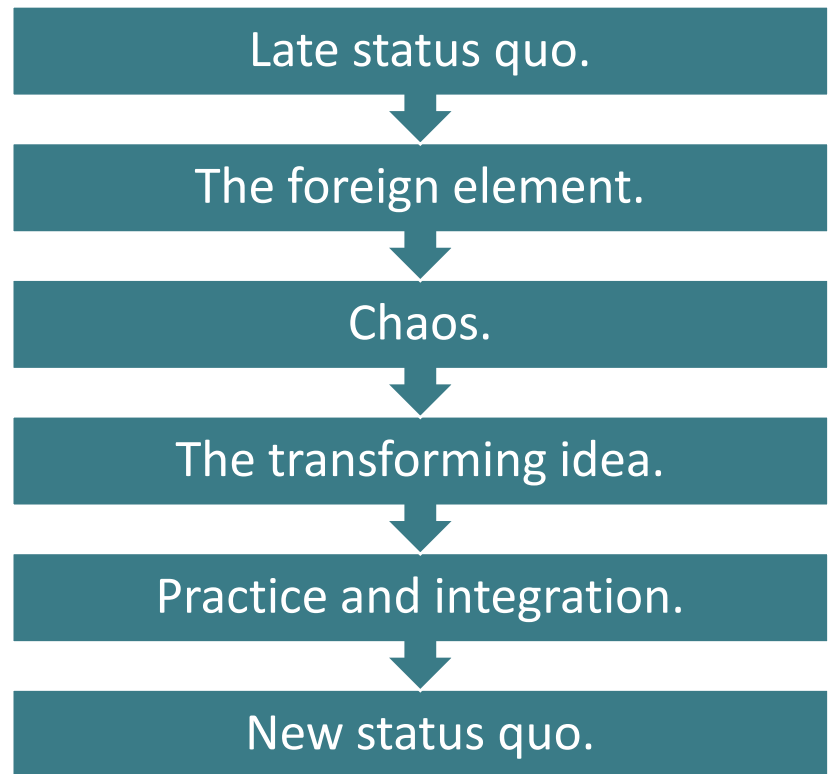 Late status quo.
The foreign element.
Chaos.
The transforming idea.
Practice and integration.
New status quo.